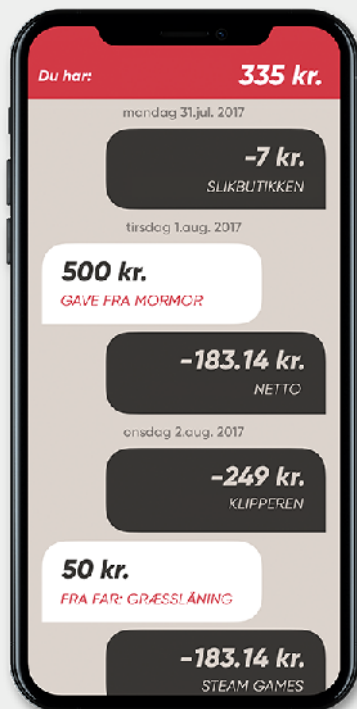 Du har: 335 kr.
mandag 31.jul. 2017
-7 kr.
SLIKBUTIKKEN
tirsdag 1.aug. 2017
500 kr.
GAVE FRA MORMOR
-183.14 kr.
NETTO
onsdag 2.aug. 2017
-249 kr.
KLIPPEREN
50 kr.
FRA FAR: GRÆSSLÅNING
-183.14 kr.
STEAM GAMES